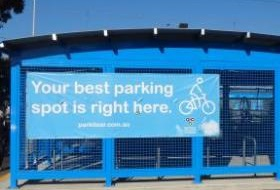 Your best parking
spot is right here.
parkiteer.com.au